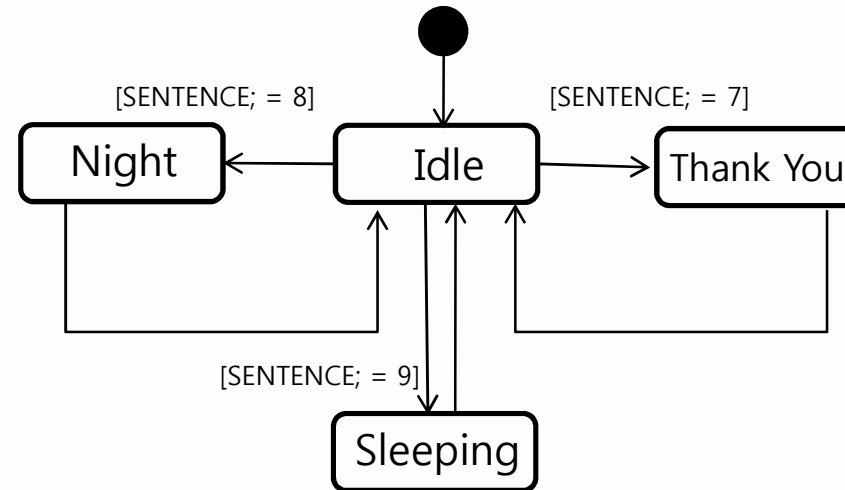 [SENTENCE; = 8]
[SENTENCE; = 7]
Night
Idle
Thank You
[SENTENCE; = 9]
Sleeping